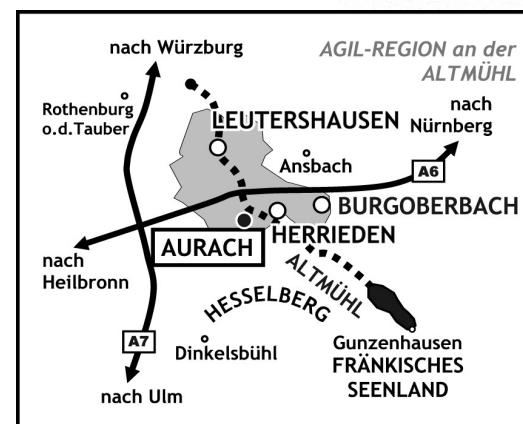 nach Würzburg
AGIL-REGION an der
ALTMÜHL
Rothenburg
o.d.Tauber
LEUTERSHAUSEN
nach
Nürnberg
Ansbach
A6
BURGOBERBACH
HERRIEDEN
AURACH
nach
Heilbronn
ALTMÜHL
HESSELBERG
A7
Dinkelsbühl
Gunzenhausen
FRÄNKISCHES
SEENLAND
nach Ulm